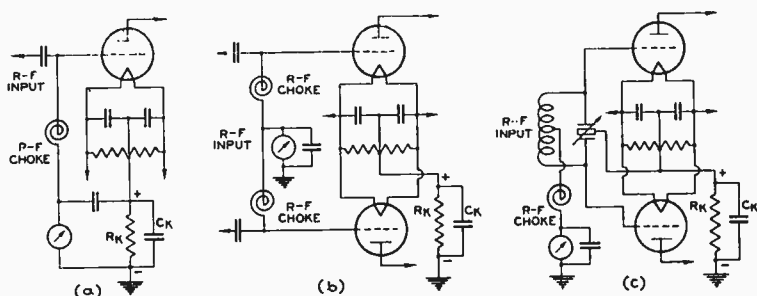 R-F
INPUT
R-F
CHOKE
+
RK
CK
−
(a)
R-F
CHOKE
R-F
INPUT
R-F
CHOKE
+
RK
CK
−
(b)
R-F
INPUT
R-F
CHOKE
+
RK
CK
−
(c)